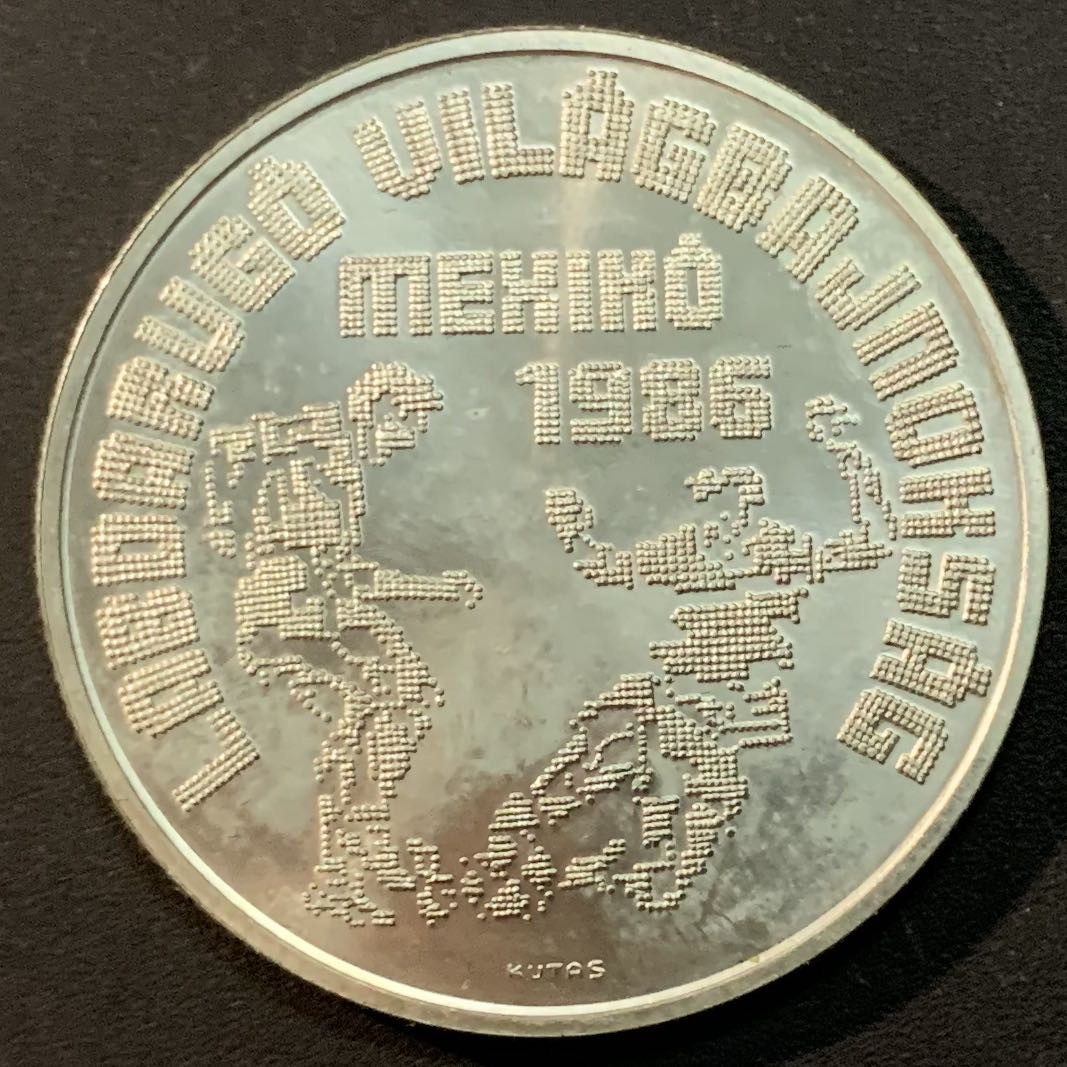 LABDARÚGÓ VILÁGBAJNOKSÁG
MEXIKÓ
1986
KUTAS